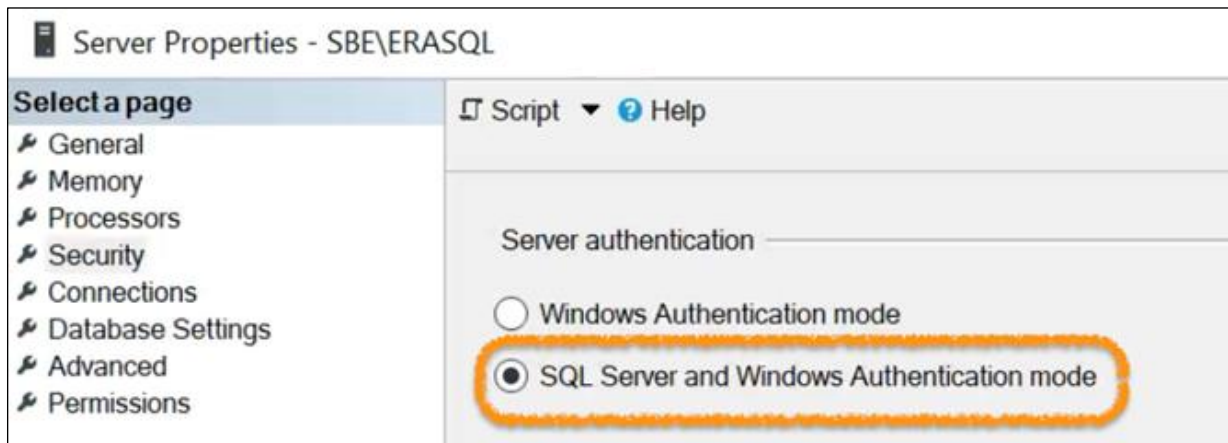 Server Properties - SBE\ERASQL
Select a page
General
Memory
Processors
Security
Connections
Database Settings
Advanced
Permissions
Script Help
Server authentication
Windows Authentication mode
SQL Server and Windows Authentication mode